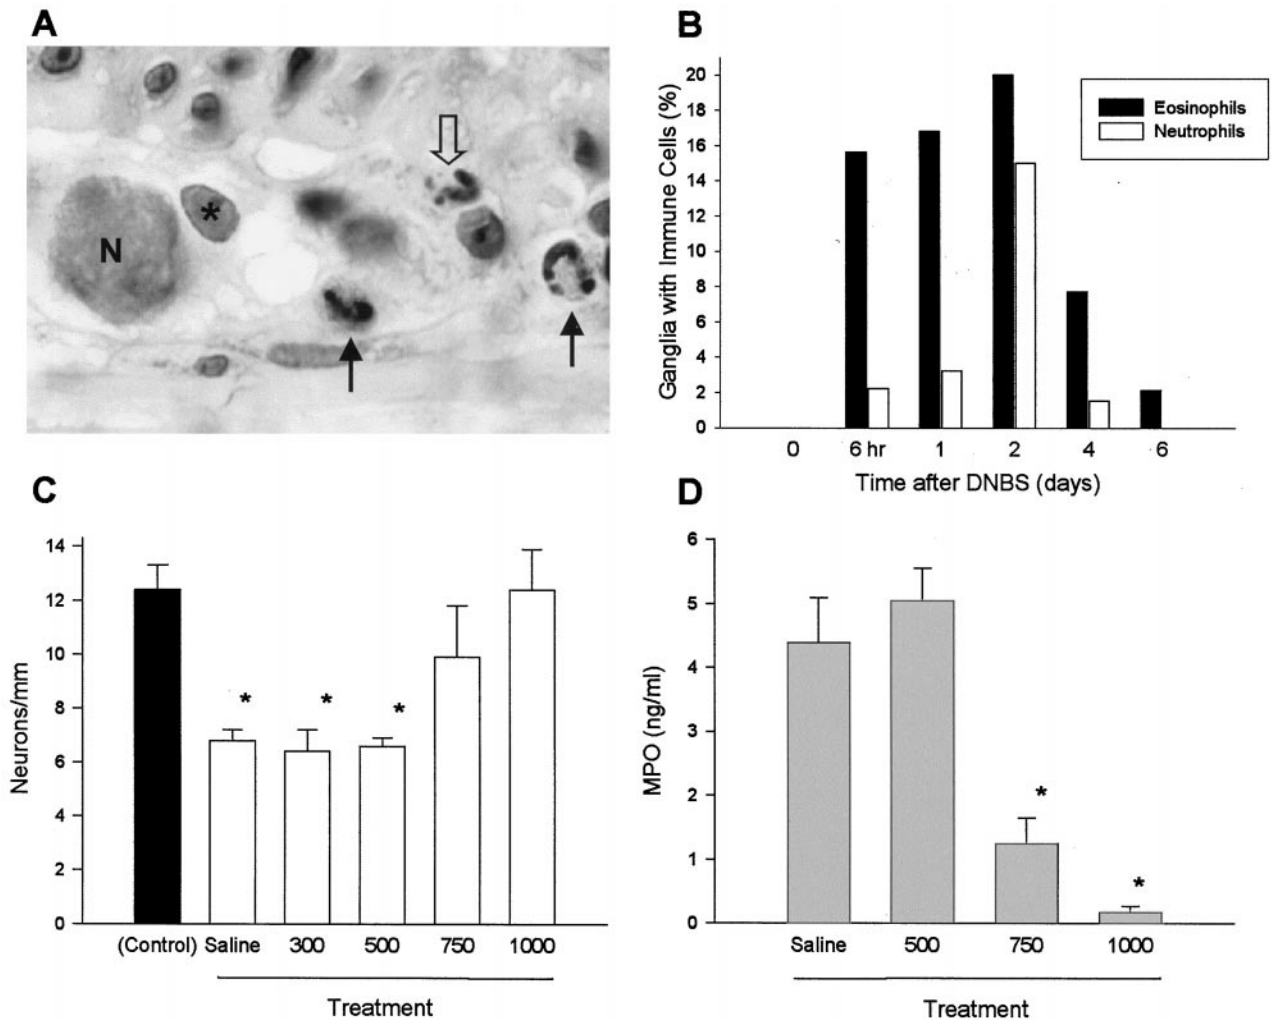 A
N
*
B
Ganglia with Immune Cells (%)
20
18
16
14
12
10
8
6
4
2
0
Eosinophils
Neutrophils
0 6 hr 1 2 4 6
Time after DNBS (days)
C
Neurons/mm
14
12
10
8
6
4
2
0
* * *
(Control) Saline 300 500 750 1000
Treatment
D
MPO (ng/ml)
6
5
4
3
2
1
0
* *
Saline 500 750 1000
Treatment